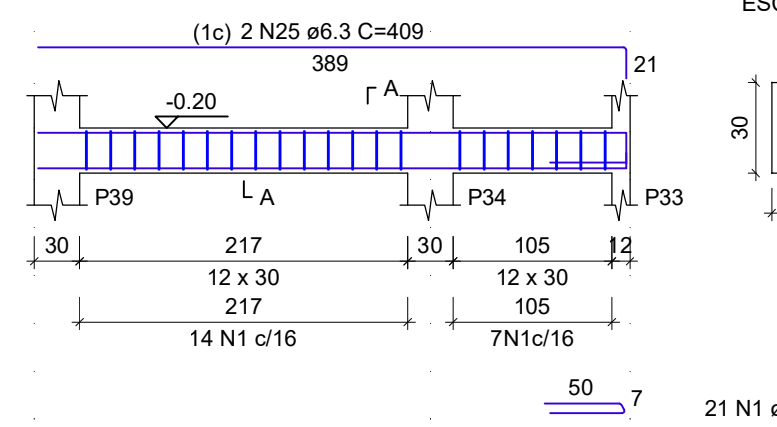 ESC
(1c) 2 N25 ø6.3 C=409
389
21
A
-0.20
30
A
P39
P34
P33
30 217 30 105 12
12 x 30 12 x 30
217 105
14 N1 c/16 7N1c/16
50
7
21 N1 ø